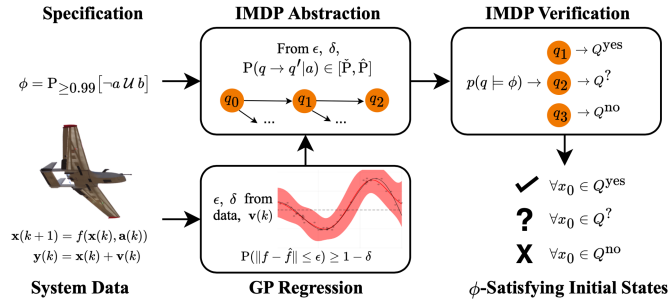 Specification
IMDP Abstraction
IMDP Verification
ϕ = P≥0.99[¬a 𝒰 b]
From ϵ, δ,
P(q → q′|a) ∈ [P̌, P̂]
q0 q1 q2
... ...
p(q ⊨ ϕ) →
q1 → Qyes
q2 → Q?
q3 → Qno
x(k + 1) = f(x(k), a(k))
y(k) = x(k) + v(k)
ϵ, δ from
data, v(k)
P(∥f − f̂∥ ≤ ϵ) ≥ 1 − δ
✓ ∀x0 ∈ Qyes
? ∀x0 ∈ Q?
X ∀x0 ∈ Qno
System Data
GP Regression
ϕ-Satisfying Initial States